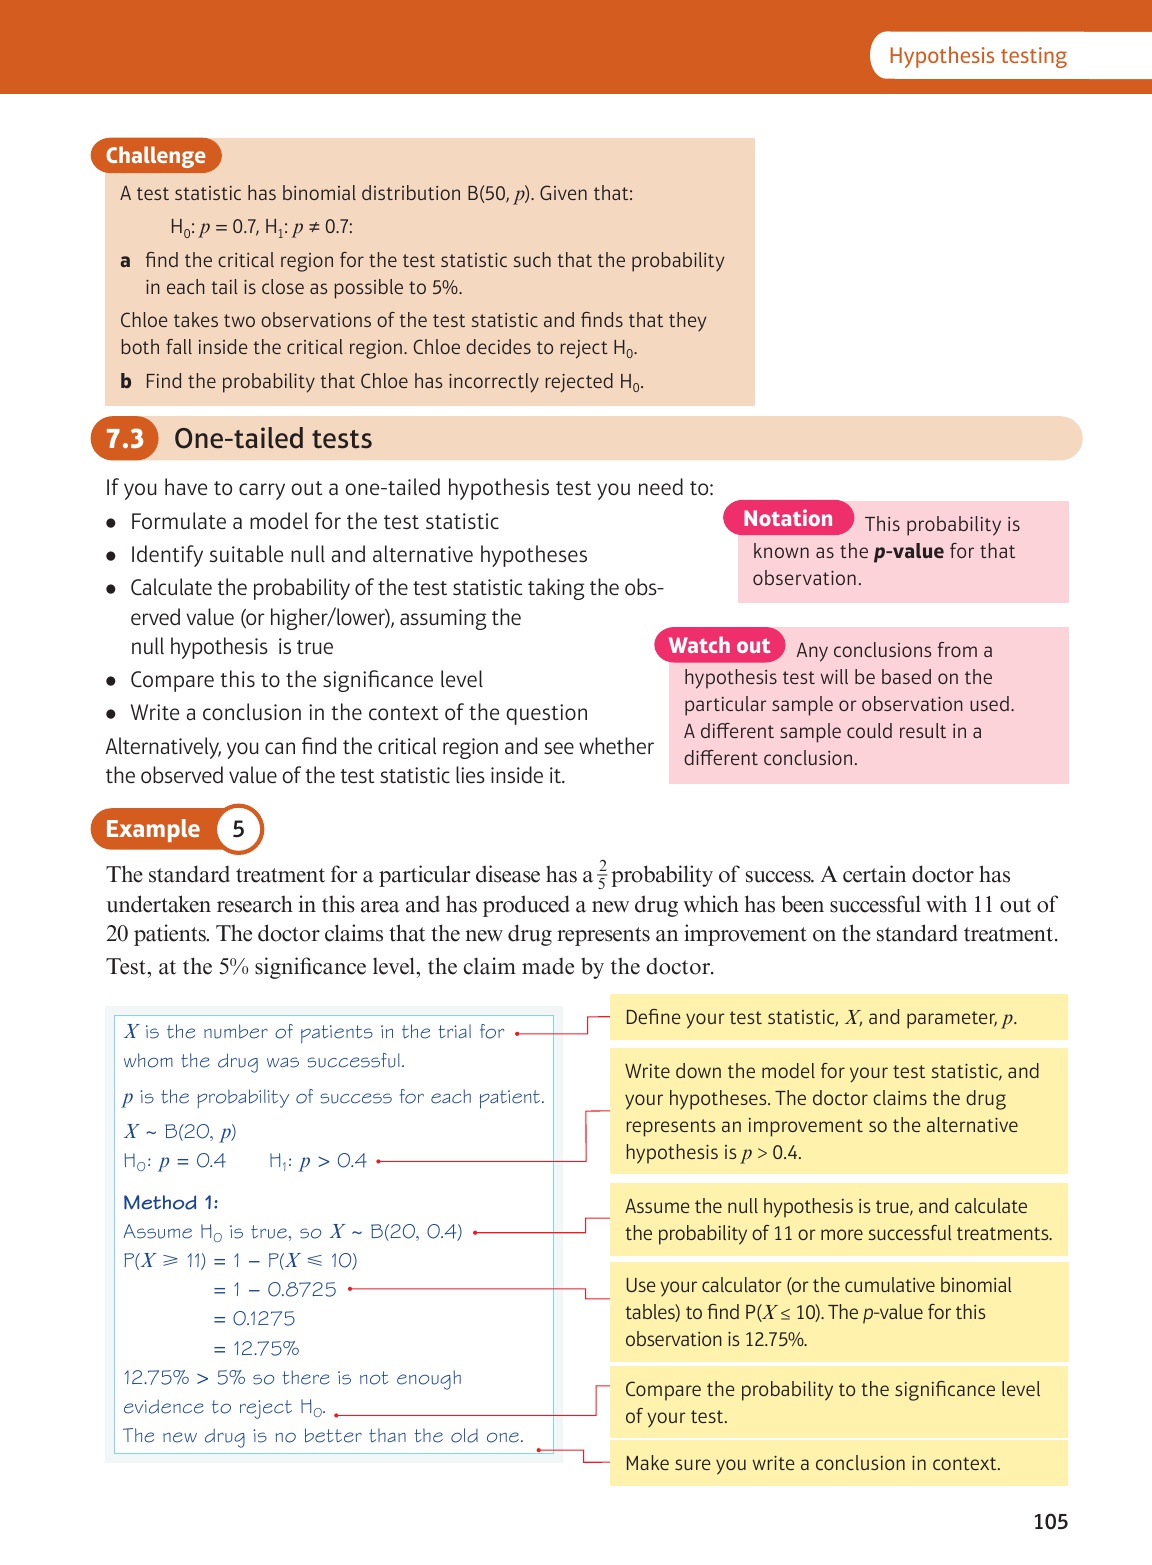 Hypothesis testing
Challenge
A test statistic has binomial distribution B(50, p). Given that:
H₀: p = 0.7, H₁: p ≠ 0.7:
a find the critical region for the test statistic such that the probability
in each tail is close as possible to 5%.
Chloe takes two observations of the test statistic and finds that they
both fall inside the critical region. Chloe decides to reject H₀.
b Find the probability that Chloe has incorrectly rejected H₀.
7.3 One-tailed tests
If you have to carry out a one-tailed hypothesis test you need to:
● Formulate a model for the test statistic
● Identify suitable null and alternative hypotheses
● Calculate the probability of the test statistic taking the obs-
erved value (or higher/lower), assuming the
null hypothesis is true
● Compare this to the significance level
● Write a conclusion in the context of the question
Alternatively, you can find the critical region and see whether
the observed value of the test statistic lies inside it.
Notation This probability is
known as the p-value for that
observation.
Watch out Any conclusions from a
hypothesis test will be based on the
particular sample or observation used.
A different sample could result in a
different conclusion.
Example 5
The standard treatment for a particular disease has a 2/5 probability of success. A certain doctor has
undertaken research in this area and has produced a new drug which has been successful with 11 out of
20 patients. The doctor claims that the new drug represents an improvement on the standard treatment.
Test, at the 5% significance level, the claim made by the doctor.
X is the number of patients in the trial for
whom the drug was successful.
p is the probability of success for each patient.
X ~ B(20, p)
H₀: p = 0.4 H₁: p > 0.4
Method 1:
Assume H₀ is true, so X ~ B(20, 0.4)
P(X ⩾ 11) = 1 − P(X ⩽ 10)
= 1 − 0.8725
= 0.1275
= 12.75%
12.75% > 5% so there is not enough
evidence to reject H₀.
The new drug is no better than the old one.
Define your test statistic, X, and parameter, p.
Write down the model for your test statistic, and
your hypotheses. The doctor claims the drug
represents an improvement so the alternative
hypothesis is p > 0.4.
Assume the null hypothesis is true, and calculate
the probability of 11 or more successful treatments.
Use your calculator (or the cumulative binomial
tables) to find P(X ≤ 10). The p-value for this
observation is 12.75%.
Compare the probability to the significance level
of your test.
Make sure you write a conclusion in context.
105